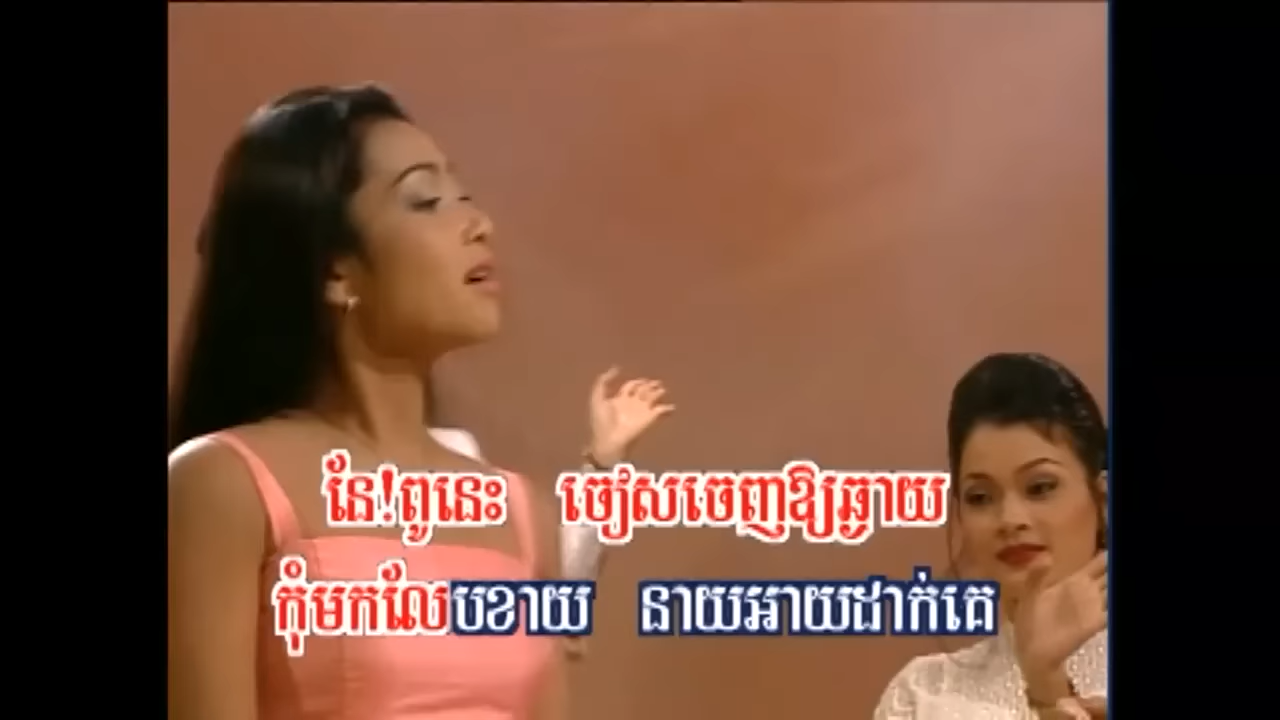 នែ!ពូនេះ ចៀសចេញឱ្យឆ្ងាយ
កុំមកលែបខាយ នាយអាយដាក់គេ